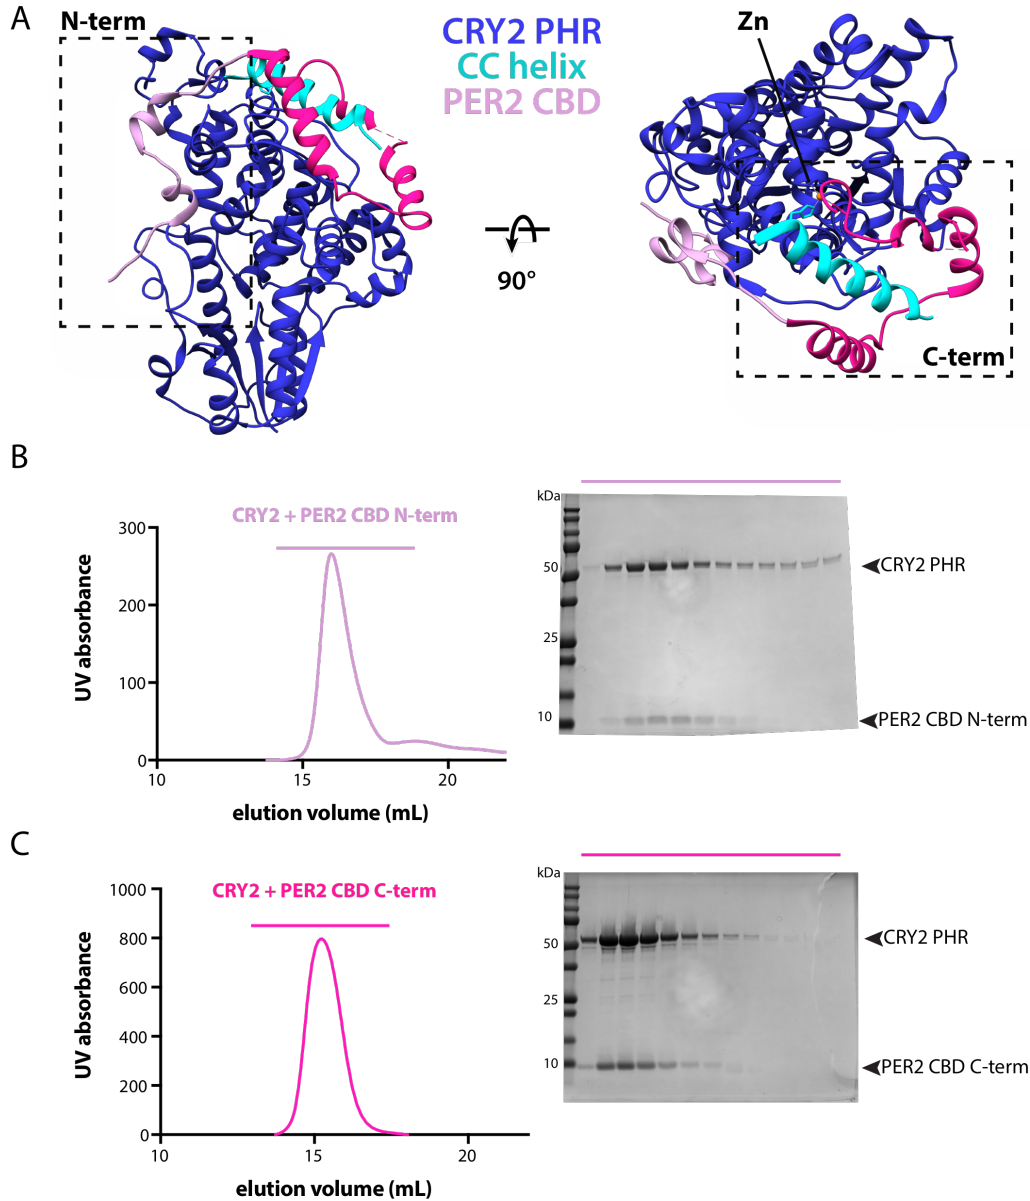 A
N-term
CRY2 PHR
CC helix
PER2 CBD
Zn
90°
C-term
B
CRY2 + PER2 CBD N-term
300
200
100
0
UV absorbance
10
15
20
elution volume (mL)
kDa
50
25
10
CRY2 PHR
PER2 CBD N-term
C
CRY2 + PER2 CBD C-term
1000
800
600
400
200
0
UV absorbance
10
15
20
elution volume (mL)
kDa
50
25
10
CRY2 PHR
PER2 CBD C-term